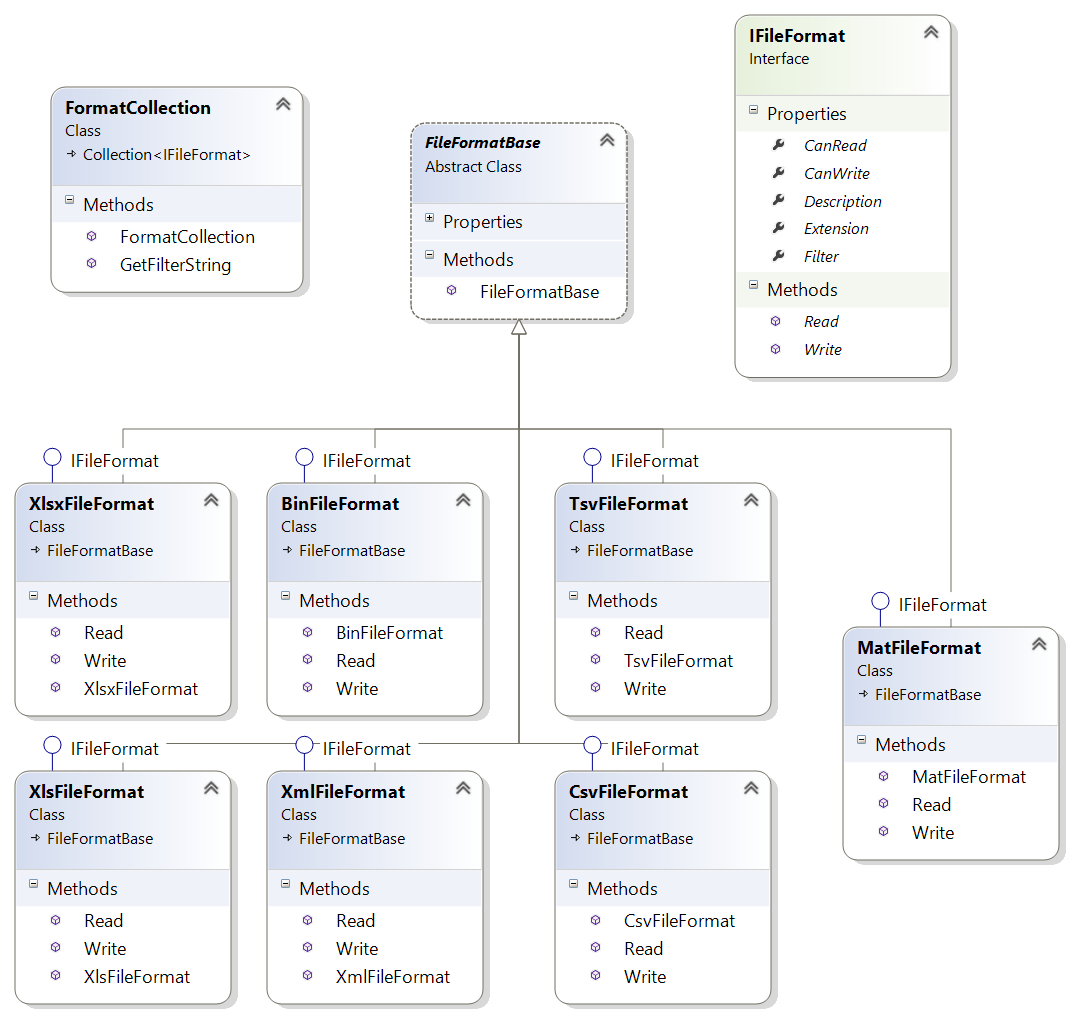 IFileFormat
Interface
Properties
CanRead
CanWrite
Description
Extension
Filter
Methods
Read
Write
FormatCollection
Class
Collection<IFileFormat>
Methods
FormatCollection
GetFilterString
FileFormatBase
Abstract Class
Properties
Methods
FileFormatBase
IFileFormat
XlsxFileFormat
Class
FileFormatBase
Methods
Read
Write
XlsxFileFormat
IFileFormat
BinFileFormat
Class
FileFormatBase
Methods
BinFileFormat
Read
Write
IFileFormat
TsvFileFormat
Class
FileFormatBase
Methods
Read
TsvFileFormat
Write
IFileFormat
MatFileFormat
Class
FileFormatBase
Methods
MatFileFormat
Read
Write
IFileFormat
XlsFileFormat
Class
FileFormatBase
Methods
Read
Write
XlsFileFormat
IFileFormat
XmlFileFormat
Class
FileFormatBase
Methods
Read
Write
XmlFileFormat
IFileFormat
CsvFileFormat
Class
FileFormatBase
Methods
CsvFileFormat
Read
Write